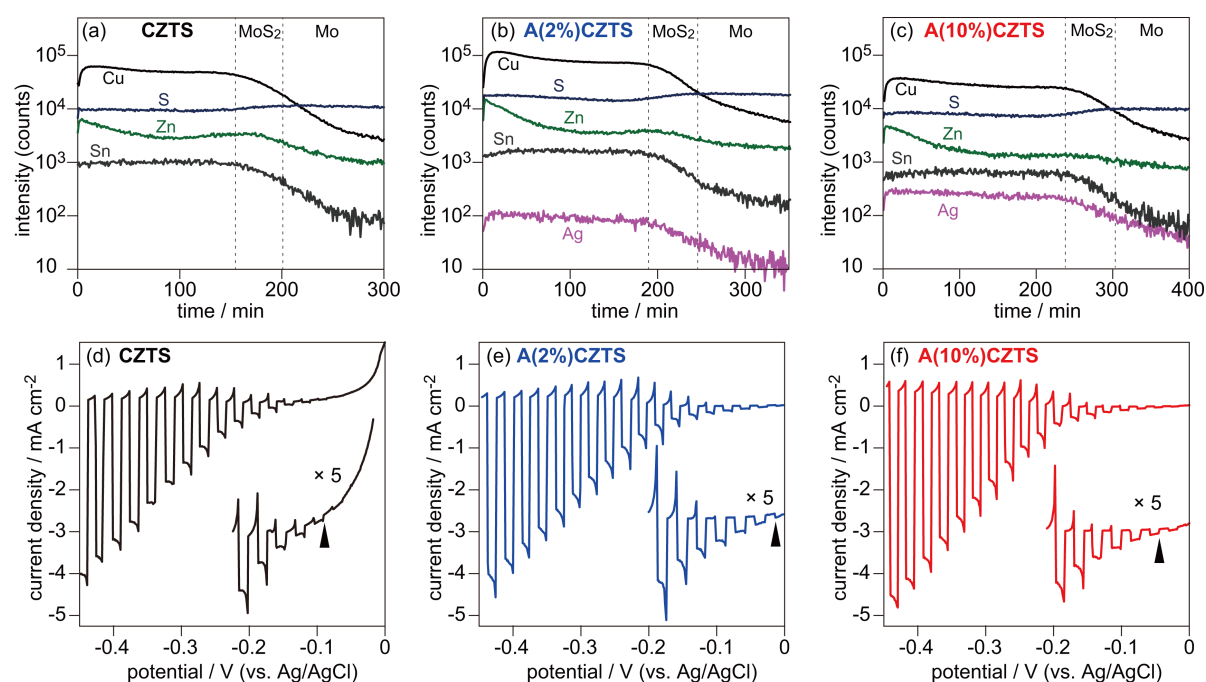 (a) CZTS MoS2 Mo
10^5
10^4
10^3
10^2
10
intensity (counts)
Cu
S
Zn
Sn
0 100 200 300
time / min
(b) A(2%)CZTS MoS2 Mo
10^5
10^4
10^3
10^2
10
intensity (counts)
Cu
S
Zn
Sn
Ag
0 100 200 300
time / min
(c) A(10%)CZTS MoS2 Mo
10^5
10^4
10^3
10^2
10
intensity (counts)
Cu
S
Zn
Sn
Ag
0 100 200 300 400
time / min
(d) CZTS
1
0
-1
-2
-3
-4
-5
current density / mA cm-2
× 5
-0.4 -0.3 -0.2 -0.1 0
potential / V (vs. Ag/AgCl)
(e) A(2%)CZTS
1
0
-1
-2
-3
-4
-5
current density / mA cm-2
× 5
-0.4 -0.3 -0.2 -0.1 0
potential / V (vs. Ag/AgCl)
(f) A(10%)CZTS
1
0
-1
-2
-3
-4
-5
current density / mA cm-2
× 5
-0.4 -0.3 -0.2 -0.1 0
potential / V (vs. Ag/AgCl)